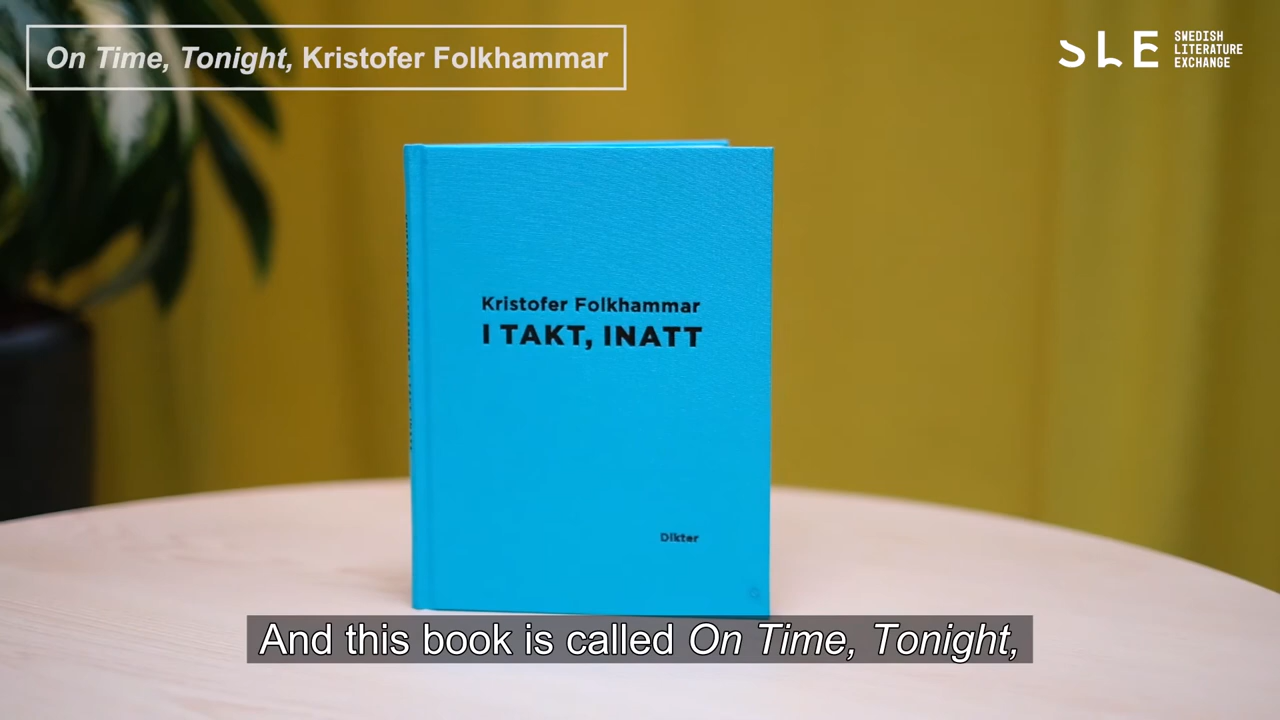 On Time, Tonight, Kristofer Folkhammar
SLE
SWEDISH
LITERATURE
EXCHANGE
Kristofer Folkhammar
I TAKT, INATT
Dikter
And this book is called On Time, Tonight,